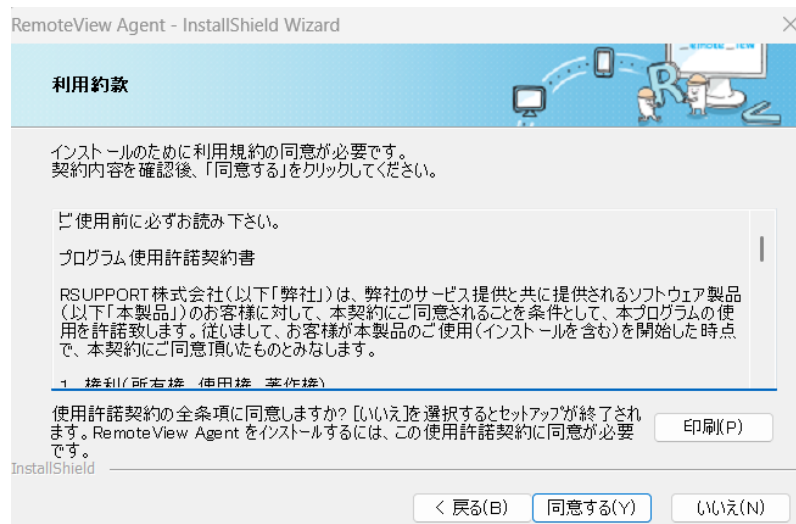 RemoteView Agent - InstallShield Wizard
利用約款
インストールのために利用規約の同意が必要です。
契約内容を確認後、「同意する」をクリックしてください。
ご使用前に必ずお読み下さい。
プログラム使用許諾契約書
RSUPPORT株式会社(以下「弊社」)は、弊社のサービス提供と共に提供されるソフトウェア製品
(以下「本製品」)のお客様に対して、本契約にご同意されることを条件として、本プログラムの使
用を許諾致します。従いまして、お客様が本製品のご使用(インストールを含む)を開始した時点
で、本契約にご同意頂いたものとみなします。
1. 権利(所有権、使用権、著作権)
使用許諾契約の全条項に同意しますか? [いいえ]を選択するとセットアップが終了され
ます。RemoteView Agent をインストールするには、この使用許諾契約に同意が必要
です。
印刷(P)
InstallShield
< 戻る(B)
同意する(Y)
いいえ(N)